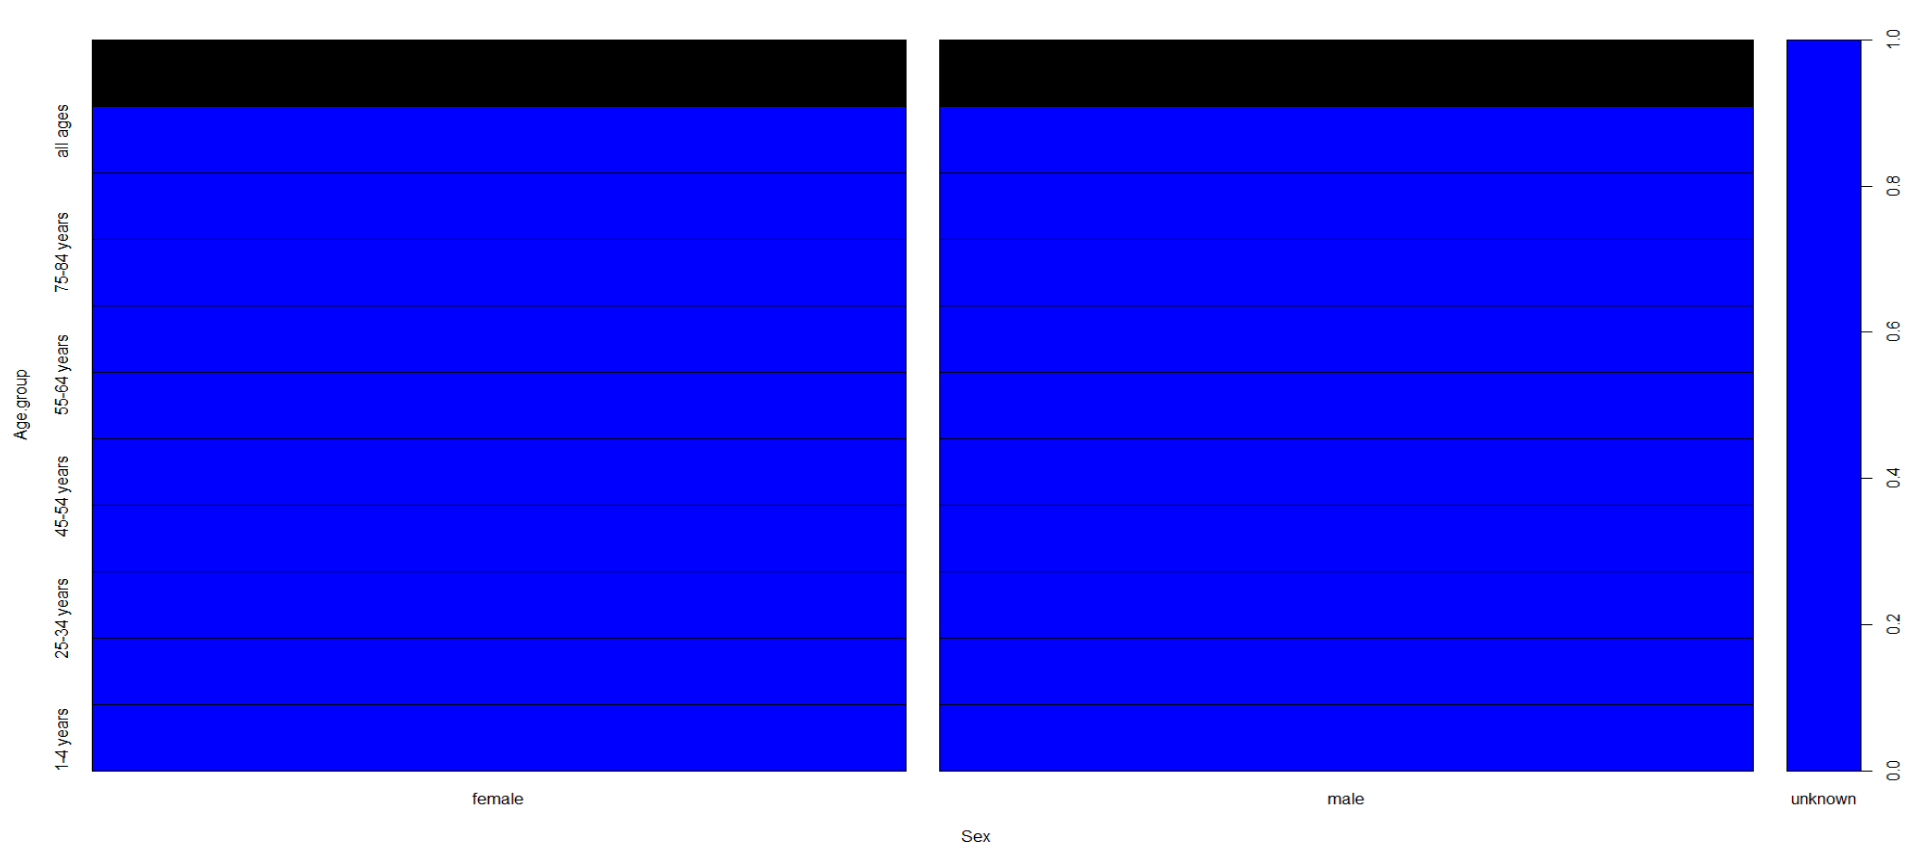 Age.group
all ages
75-84 years
55-64 years
45-54 years
25-34 years
1-4 years
1.0
0.8
0.6
0.4
0.2
0.0
female
male
unknown
Sex